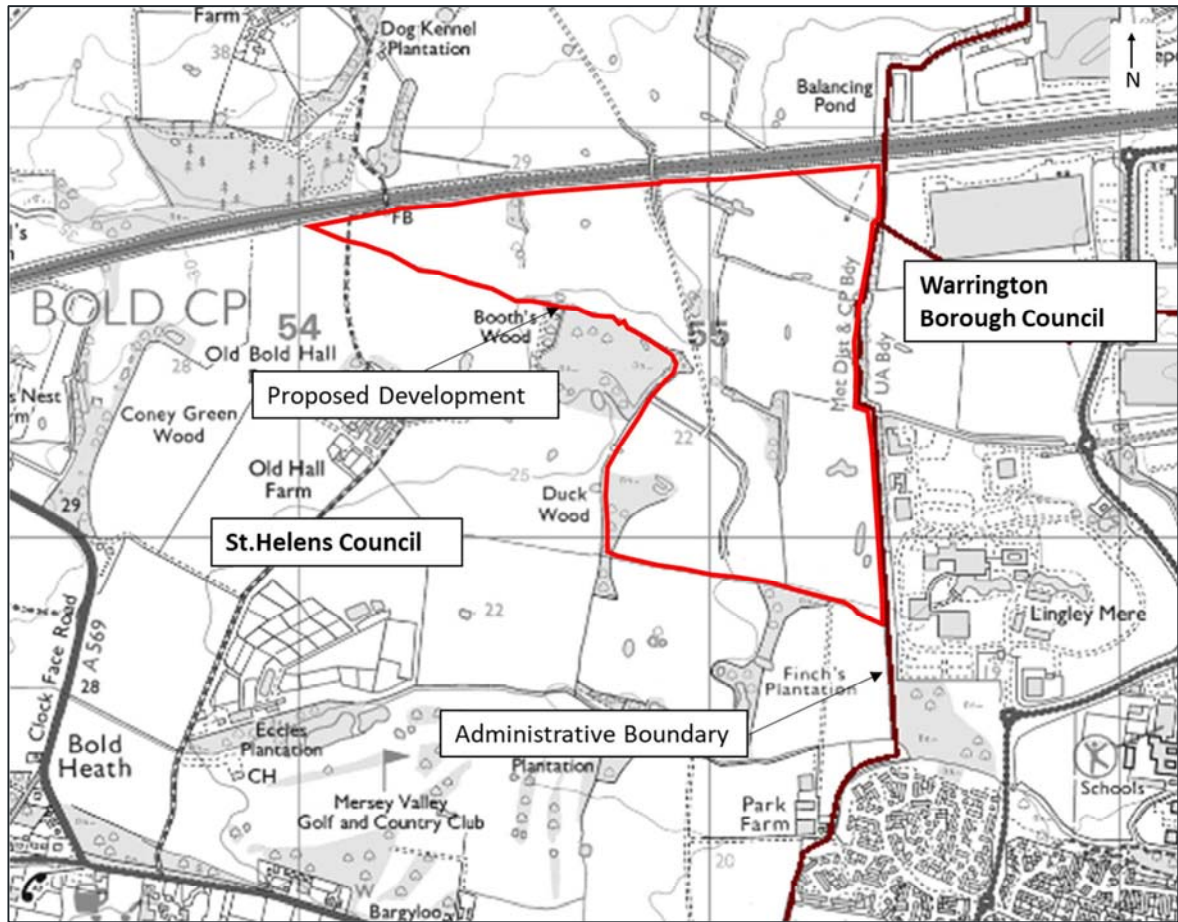 Farm
38
Dog Kennel
Plantation
Balancing
Pond
N
29
FB
BOLD CP
54
55
30
28
Old Bold Hall
Booth's
Wood
Proposed Development
Warrington
Borough Council
Met Dist & CP Bdy
UA Bdy
s Nest
Coney Green
Wood
Old Hall
Farm
22
25
Duck
Wood
29
St.Helens Council
22
Lingley Mere
Clock Face Road
A 569
28
Finch's
Plantation
Administrative Boundary
Eccles
Plantation
CH
Bold
Heath
Plantation
Mersey Valley
Golf and Country Club
Park
Farm
Schools
20
W
Bargyloo